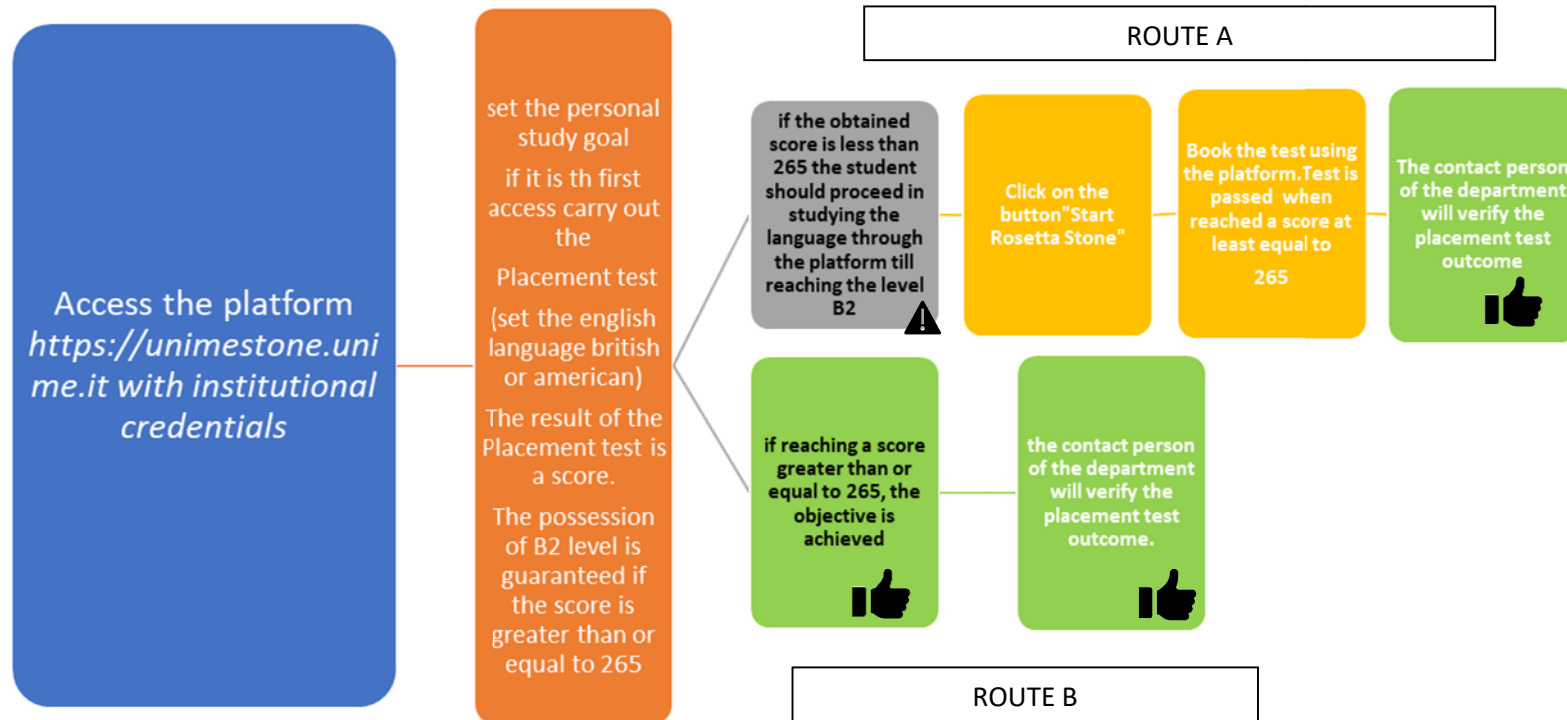 Access the platform
https://unimestone.uni
me.it with institutional
credentials
set the personal
study goal
if it is th first
access carry out
the
Placement test
(set the english
language british
or american)
The result of the
Placement test is
a score.
The possession
of B2 level is
guaranteed if
the score is
greater than or
equal to 265
ROUTE A
if the obtained
score is less than
265 the student
should proceed in
studying the
language through
the platform till
reaching the level
B2
Click on the
button"Start
Rosetta Stone"
Book the test using
the platform.Test is
passed when
reached a score at
least equal to
265
The contact person
of the department
will verify the
placement test
outcome
if reaching a score
greater than or
equal to 265, the
objective is
achieved
the contact person
of the department
will verify the
placement test
outcome.
ROUTE B